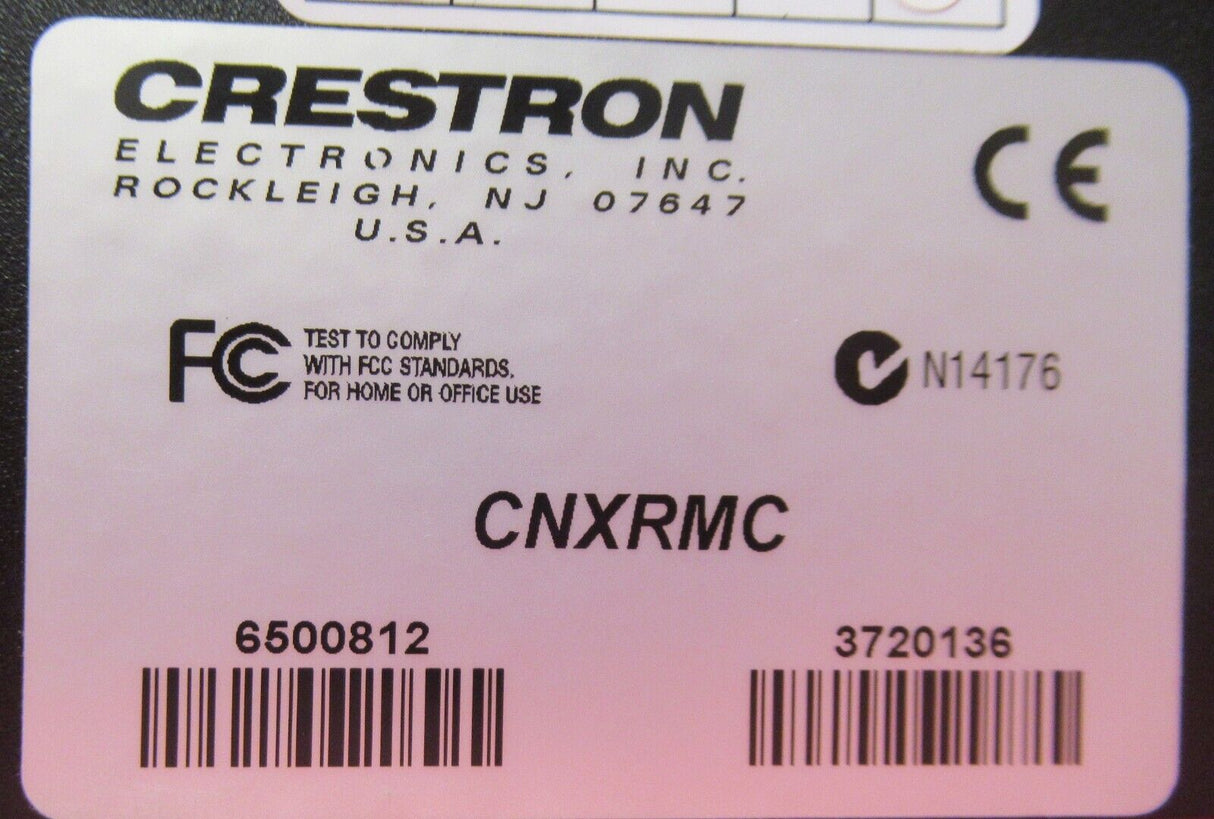 CRESTRON
ELECTRONICS, INC.
ROCKLEIGH, NJ 07647
U.S.A.
CE
FC TEST TO COMPLY
WITH FCC STANDARDS.
FOR HOME OR OFFICE USE
N14176
CNXRMC
6500812 3720136